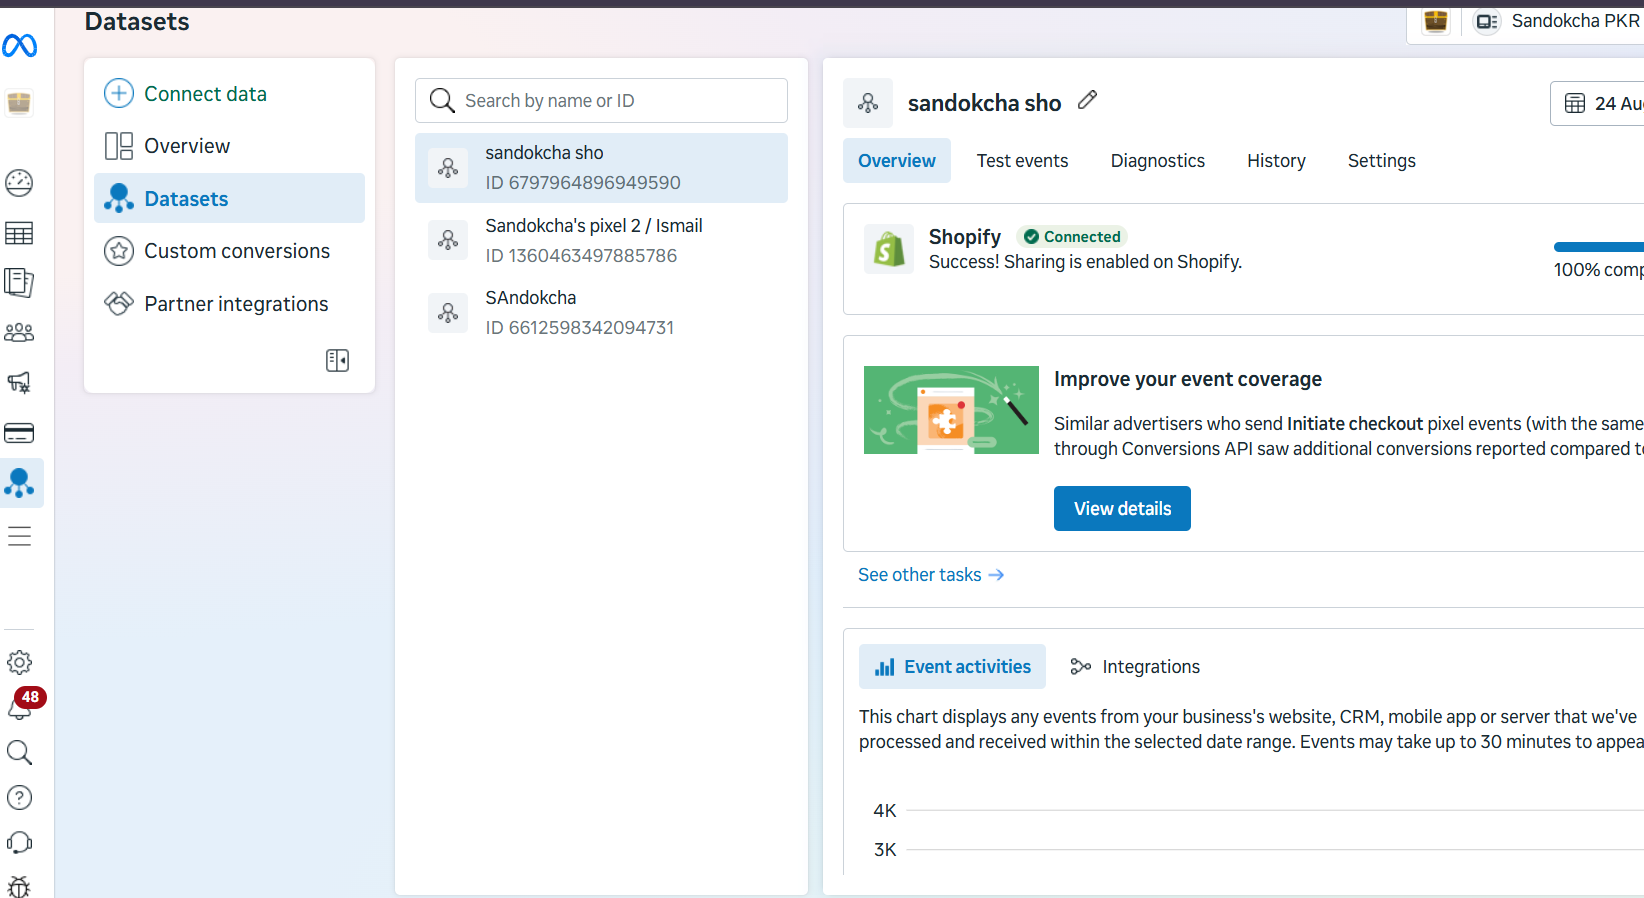 Datasets
Sandokcha PKR
Connect data
Overview
Datasets
Custom conversions
Partner integrations
48
Search by name or ID
sandokcha sho
ID 6797964896949590
Sandokcha's pixel 2 / Ismail
ID 1360463497885786
SAndokcha
ID 6612598342094731
sandokcha sho
24 Au
Overview
Test events
Diagnostics
History
Settings
Shopify
Connected
Success! Sharing is enabled on Shopify.
100% comp
Improve your event coverage
Similar advertisers who send Initiate checkout pixel events (with the same
through Conversions API saw additional conversions reported compared to
View details
See other tasks
Event activities
Integrations
This chart displays any events from your business's website, CRM, mobile app or server that we've
processed and received within the selected date range. Events may take up to 30 minutes to appea
4K
3K